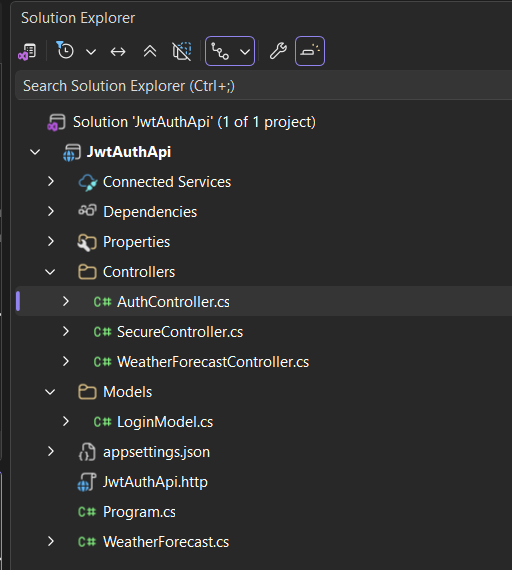 Solution Explorer
Search Solution Explorer (Ctrl+;)
Solution 'JwtAuthApi' (1 of 1 project)
JwtAuthApi
Connected Services
Dependencies
Properties
Controllers
C# AuthController.cs
C# SecureController.cs
C# WeatherForecastController.cs
Models
C# LoginModel.cs
appsettings.json
JwtAuthApi.http
C# Program.cs
C# WeatherForecast.cs